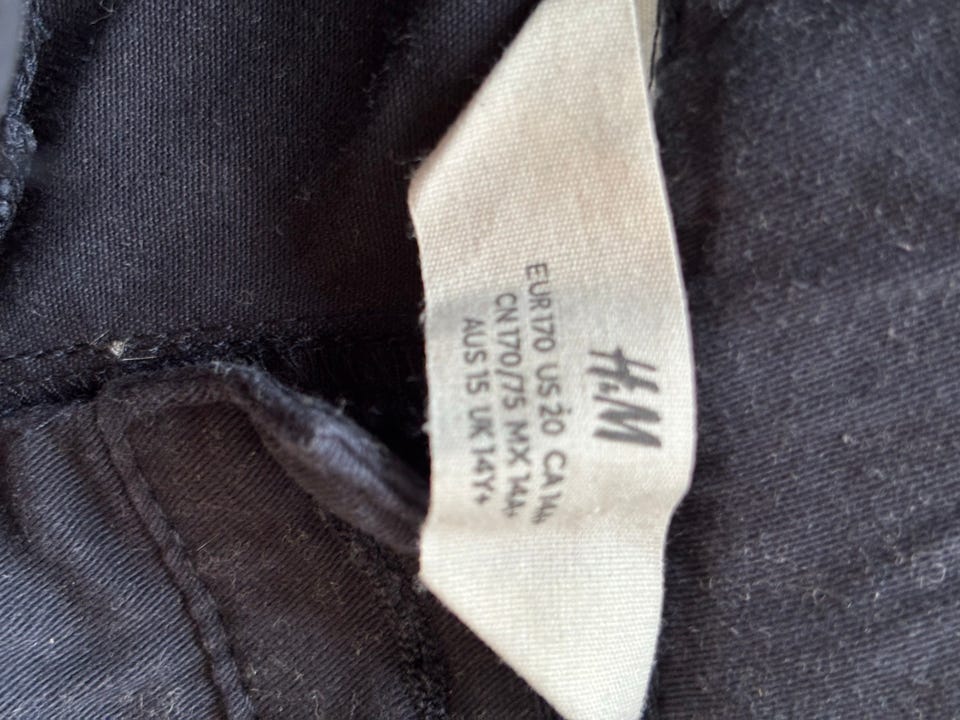 H&M
EUR 170 US 20 CA 14+
CN 170/75 MX 14A+
AUS 15 UK 14Y+